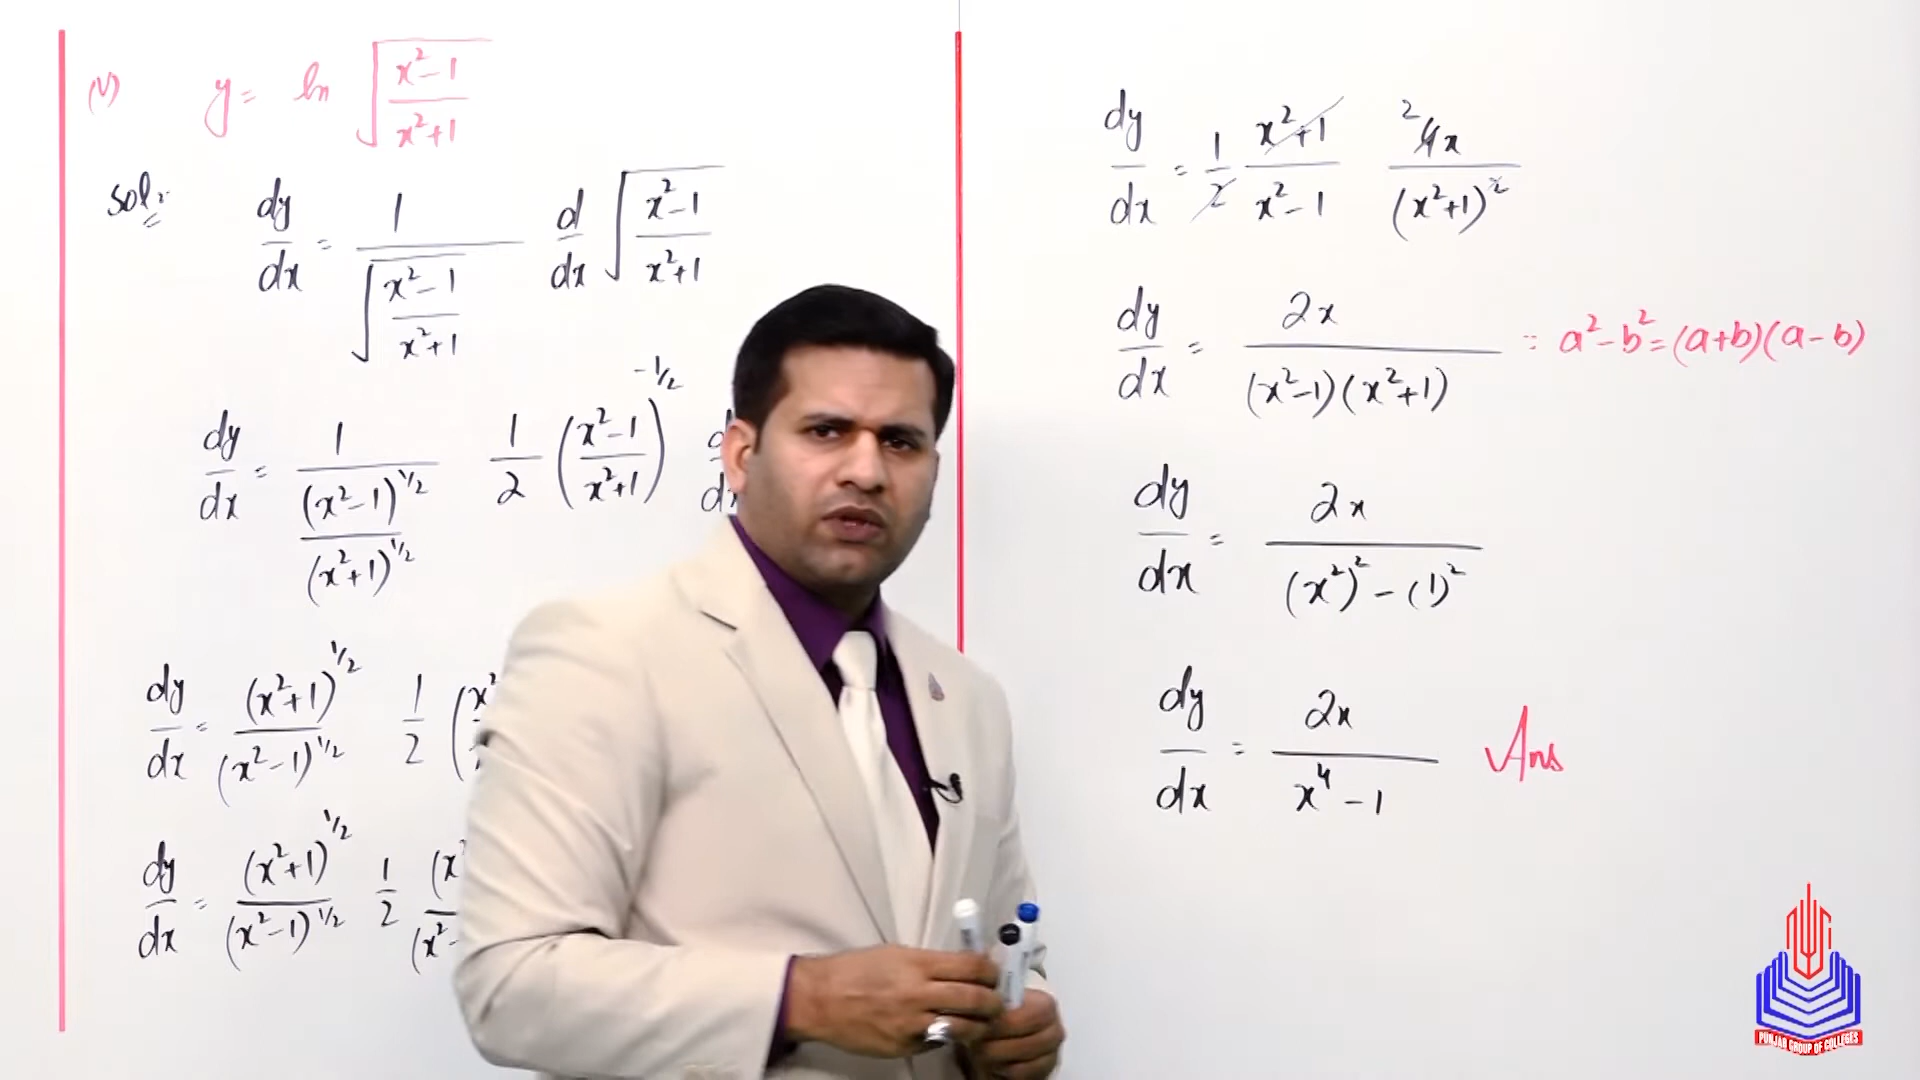 (V) y = ln √((x²-1)/(x²+1))
Sol:
dy/dx = 1/√((x²-1)/(x²+1)) d/dx √((x²-1)/(x²+1))
dy/dx = 1/((x²-1)^½/(x²+1)^½) 1/2 ((x²-1)/(x²+1))^-½
dy/dx = (x²+1)^½/(x²-1)^½ 1/2
dy/dx = (x²+1)^½/(x²-1)^½ 1/2
dy/dx = 1/2 (x²+1)/(x²-1) 2 4x/(x²+1)²
dy/dx = 2x/((x²-1)(x²+1)) ∵ a²-b²=(a+b)(a-b)
dy/dx = 2x/((x²)²-(1)²)
dy/dx = 2x/(x⁴-1) Ans
PUNJAB GROUP OF COLLEGES